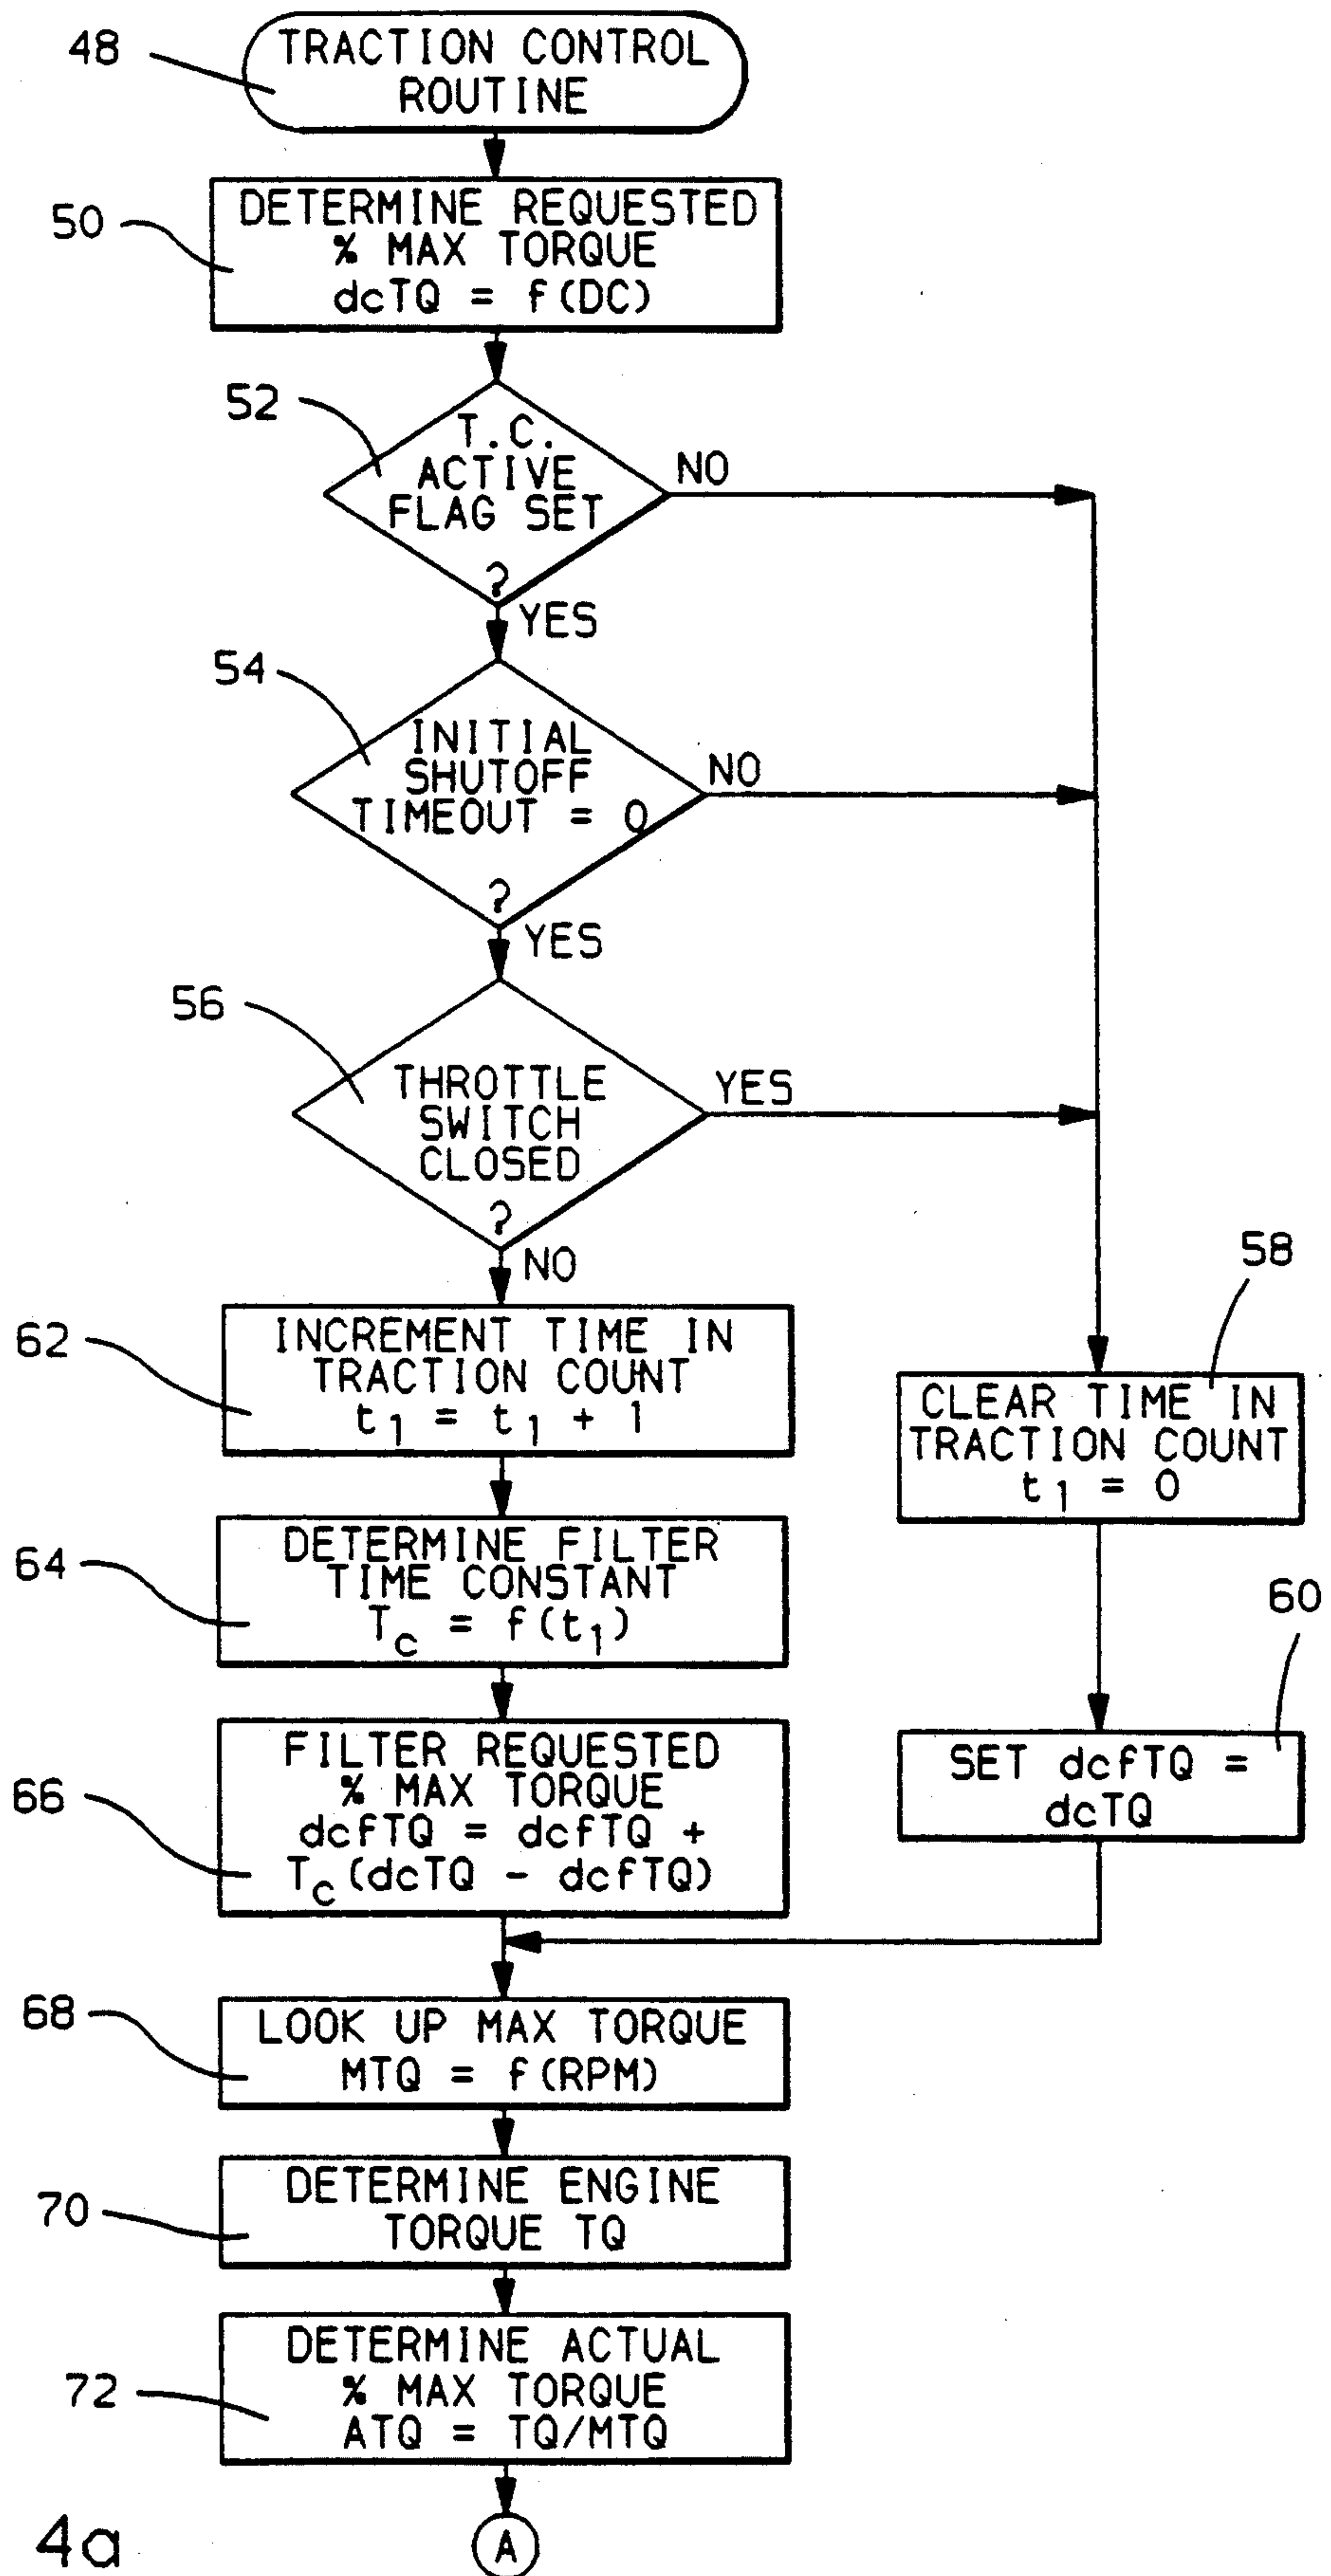 48
TRACTION CONTROL
ROUTINE
50
DETERMINE REQUESTED
% MAX TORQUE
dcTQ = f(DC)
52
T.C.
ACTIVE
FLAG SET
?
NO
YES
54
INITIAL
SHUTOFF
TIMEOUT = 0
?
NO
YES
56
THROTTLE
SWITCH
CLOSED
?
YES
NO
58
CLEAR TIME IN
TRACTION COUNT
t1 = 0
60
SET dcfTQ =
dcTQ
62
INCREMENT TIME IN
TRACTION COUNT
t1 = t1 + 1
64
DETERMINE FILTER
TIME CONSTANT
Tc = f(t1)
66
FILTER REQUESTED
% MAX TORQUE
dcfTQ = dcfTQ +
Tc(dcTQ - dcfTQ)
68
LOOK UP MAX TORQUE
MTQ = f(RPM)
70
DETERMINE ENGINE
TORQUE TQ
72
DETERMINE ACTUAL
% MAX TORQUE
ATQ = TQ/MTQ
A
4a